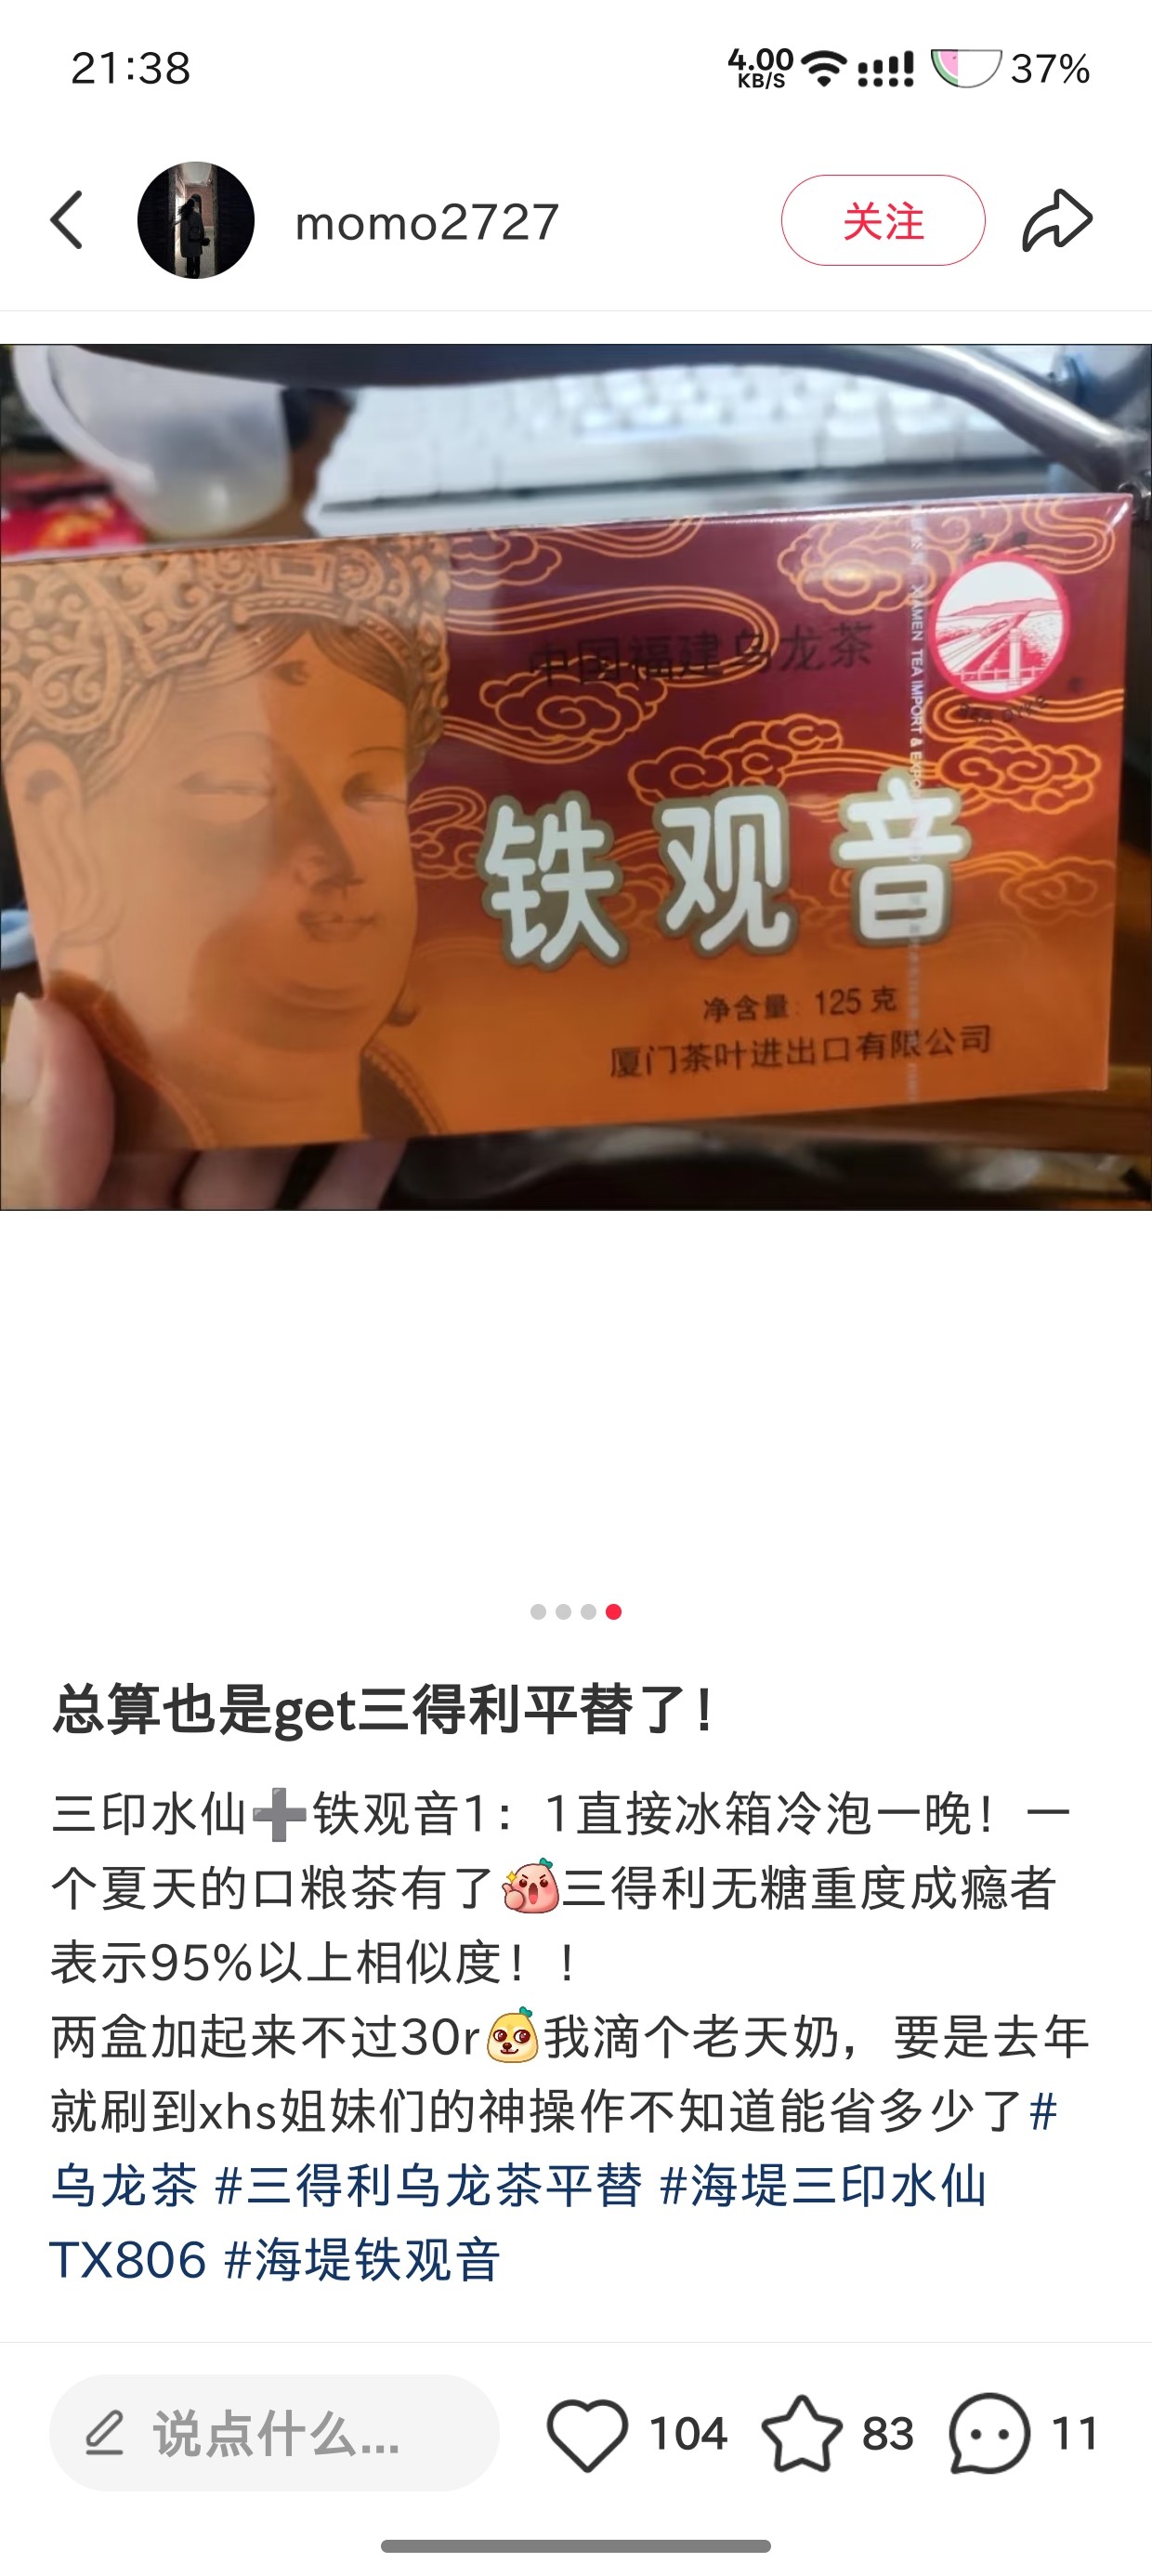 21:38
4.00
KB/S
37%
momo2727
关注
中国福建乌龙茶
XIAMEN TEA IMPORT &
铁观音
净含量: 125 克
厦门茶叶进出口有限公司
总算也是get三得利平替了!
三印水仙➕铁观音1：1直接冰箱冷泡一晚！一
个夏天的口粮茶有了三得利无糖重度成瘾者
表示95%以上相似度！！
两盒加起来不过30r我滴个老天奶，要是去年
就刷到xhs姐妹们的神操作不知道能省多少了#
乌龙茶 #三得利乌龙茶平替 #海堤三印水仙
TX806 #海堤铁观音
说点什么...
104
83
11